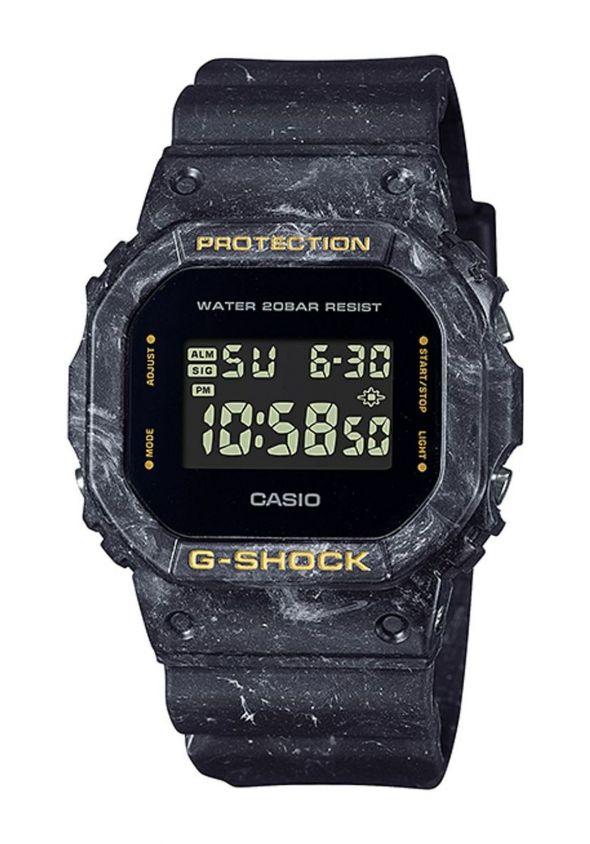 PROTECTION
WATER 20BAR RESIST
ADJUST
START/STOP
ALM SU 6-30
SIG
PM
10:58 50
MODE
LIGHT
CASIO
G-SHOCK